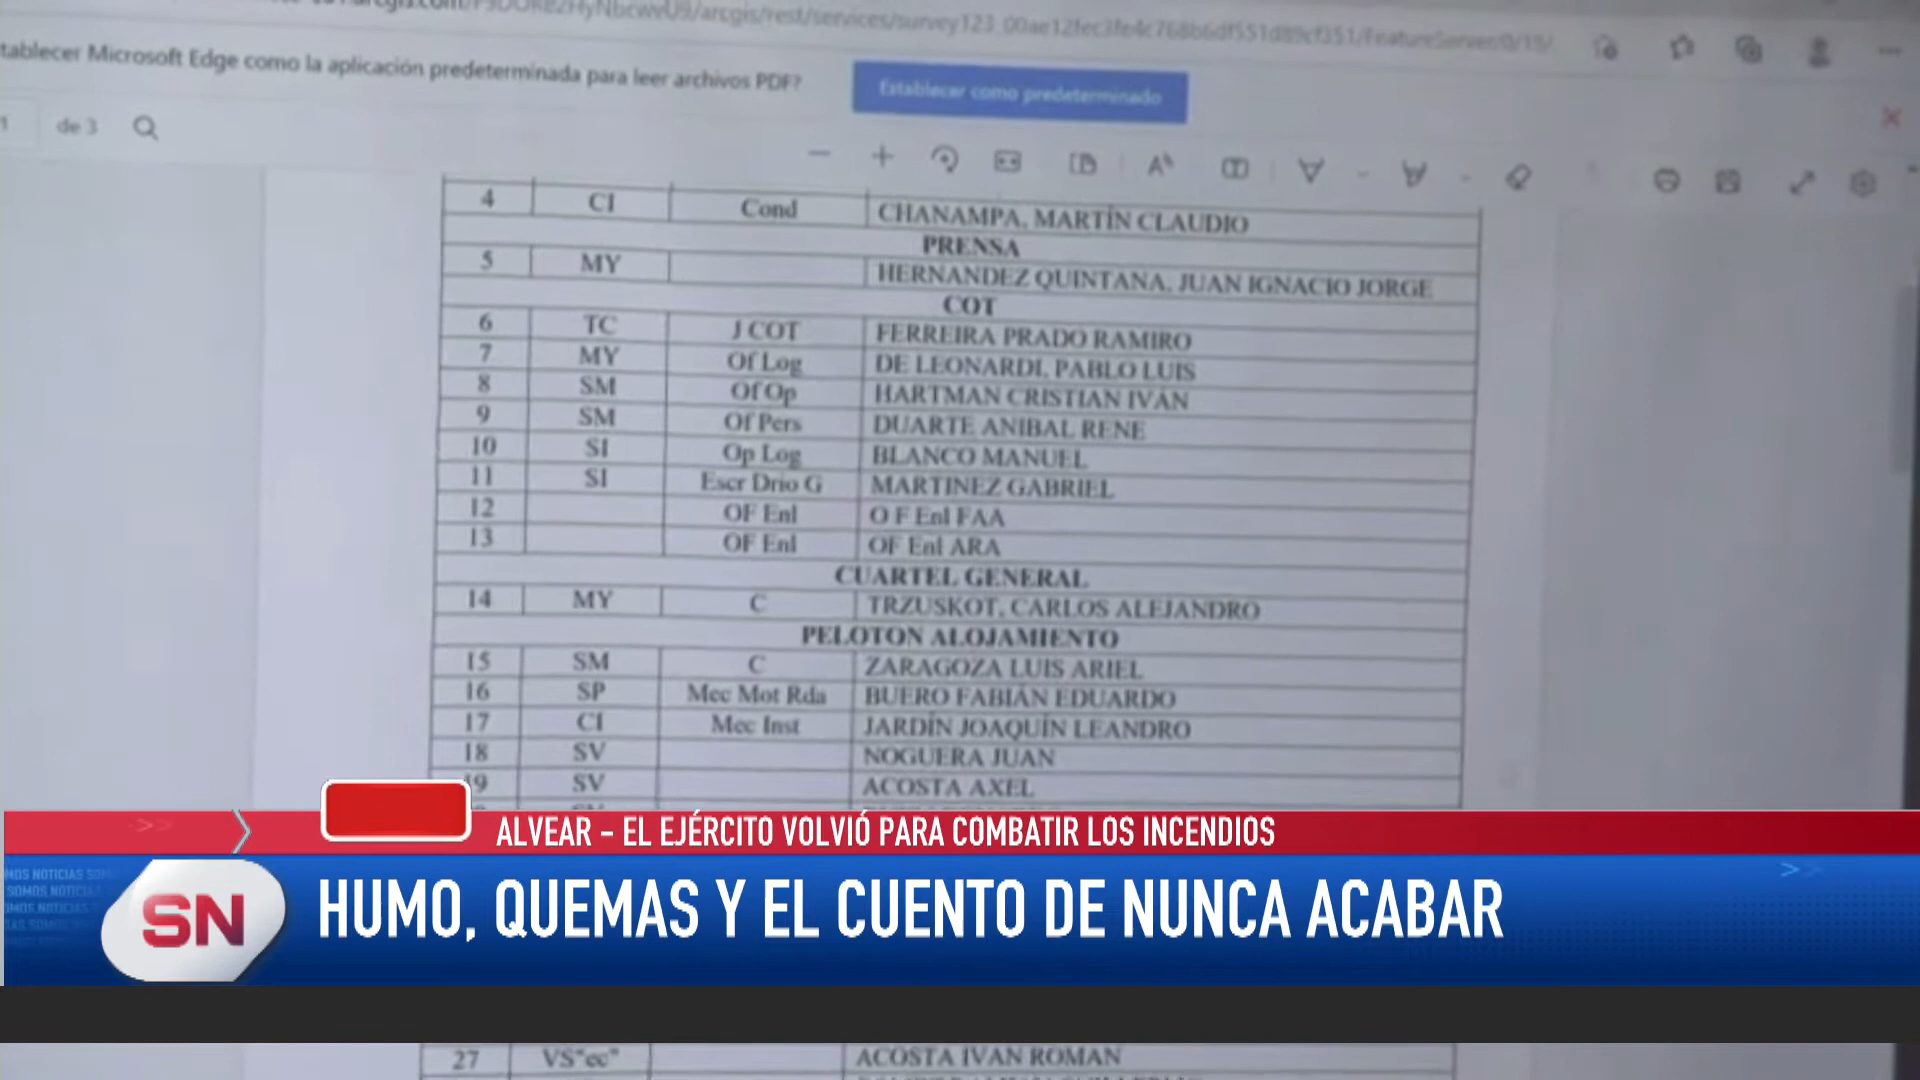 tablecer Microsoft Edge como la aplicación predeterminada para leer archivos PDF?
Establecer como predeterminado
1 de 3
4 CI Cond CHANAMPA, MARTÍN CLAUDIO
PRENSA
5 MY HERNANDEZ QUINTANA, JUAN IGNACIO JORGE
COT
6 TC J COT FERREIRA PRADO RAMIRO
7 MY Of Log DE LEONARDI, PABLO LUIS
8 SM Of Op HARTMAN CRISTIAN IVÁN
9 SM Of Pers DUARTE ANIBAL RENE
10 SI Op Log BLANCO MANUEL
11 SI Escr Drio G MARTINEZ GABRIEL
12 OF Enl O F Enl FAA
13 OF Enl OF Enl ARA
CUARTEL GENERAL
14 MY C TRZUSKOT, CARLOS ALEJANDRO
PELOTON ALOJAMIENTO
15 SM C ZARAGOZA LUIS ARIEL
16 SP Mec Mot Rda BUERO FABIÁN EDUARDO
17 CI Mec Inst JARDÍN JOAQUÍN LEANDRO
18 SV NOGUERA JUAN
19 SV ACOSTA AXEL
ALVEAR - EL EJÉRCITO VOLVIÓ PARA COMBATIR LOS INCENDIOS
SN
HUMO, QUEMAS Y EL CUENTO DE NUNCA ACABAR
27 VS"ec" ACOSTA IVAN ROMAN